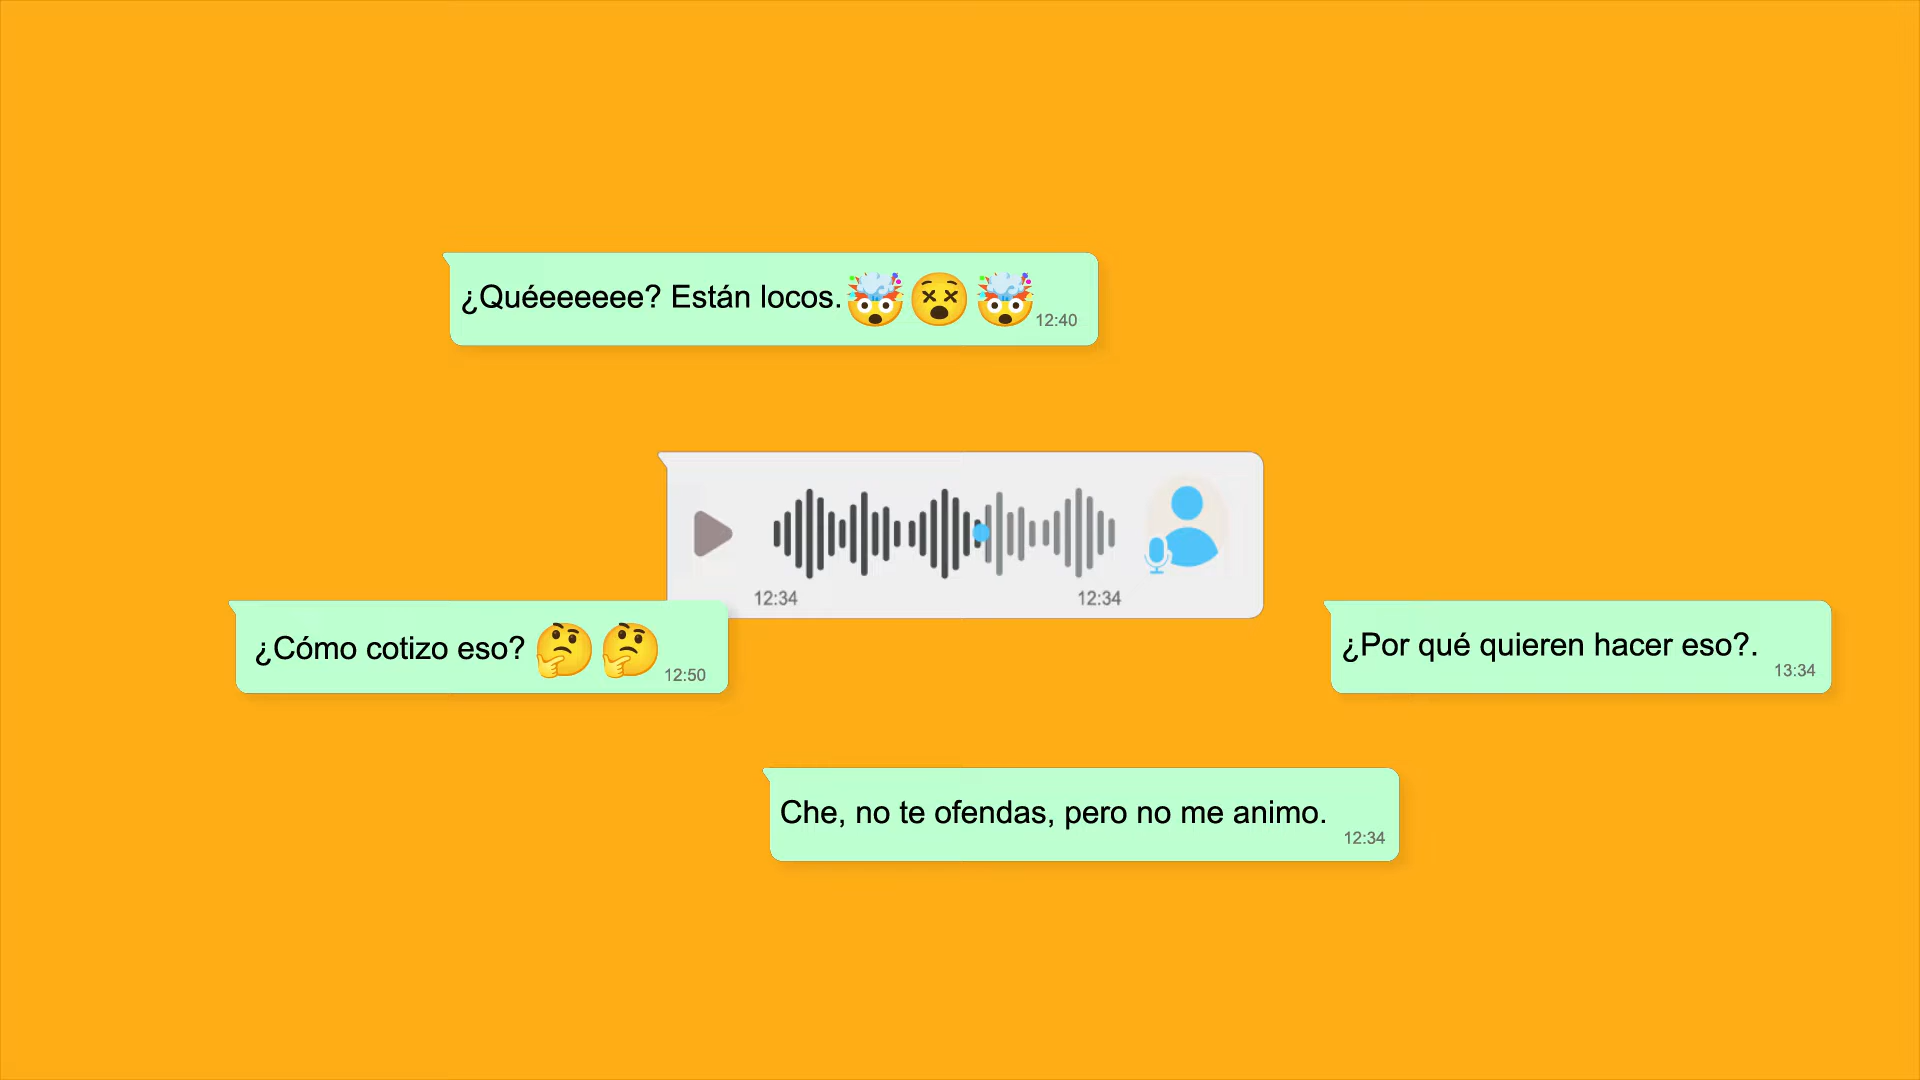 ¿Quéeeeeee? Están locos.🤯😵🤯
12:40
12:34 12:34
¿Cómo cotizo eso? 🤔🤔
12:50
¿Por qué quieren hacer eso?.
13:34
Che, no te ofendas, pero no me animo.
12:34